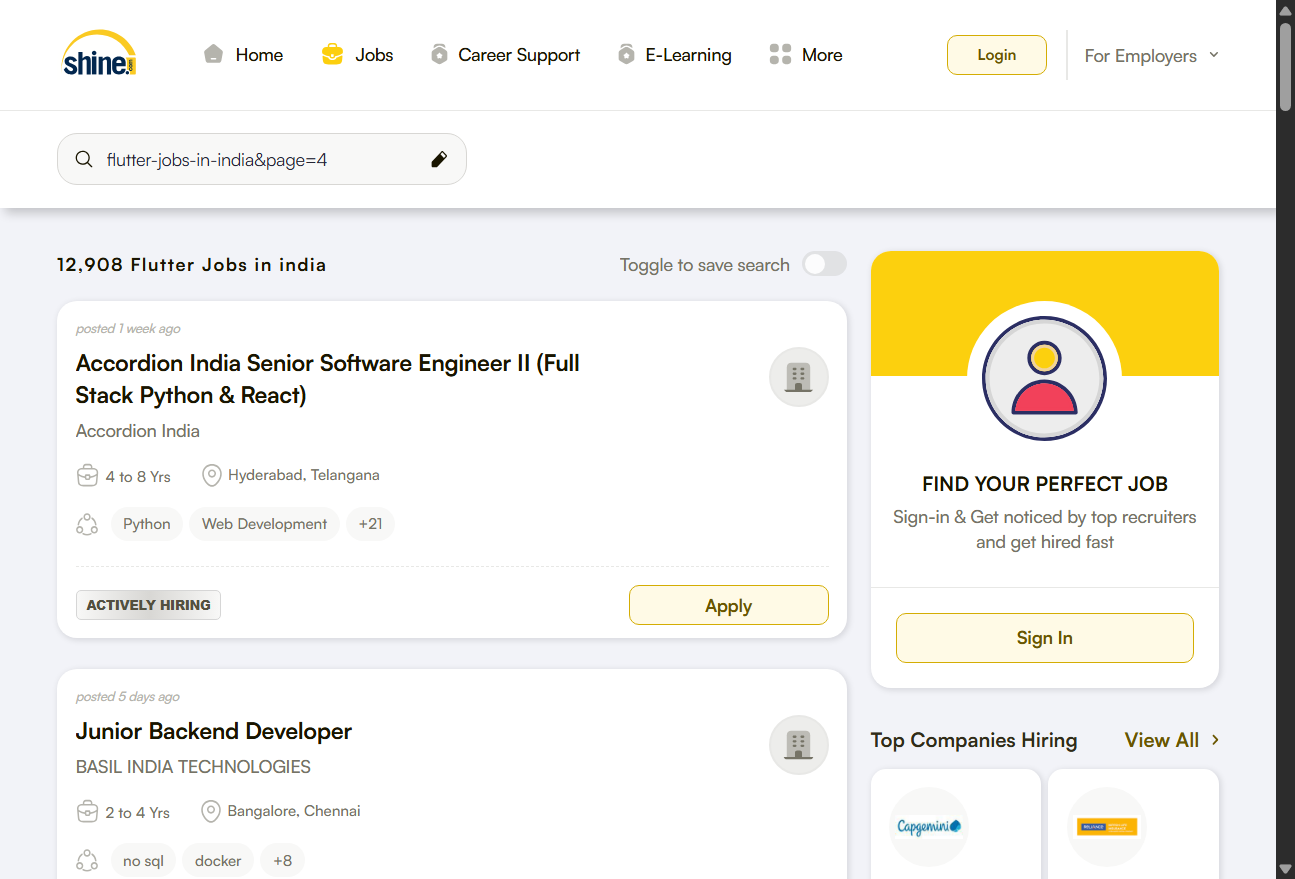 shine.com
Home
Jobs
Career Support
E-Learning
More
Login
For Employers
flutter-jobs-in-india&page=4
12,908 Flutter Jobs in india
Toggle to save search
posted 1 week ago
Accordion India Senior Software Engineer II (Full
Stack Python & React)
Accordion India
4 to 8 Yrs
Hyderabad, Telangana
Python
Web Development
+21
ACTIVELY HIRING
Apply
posted 5 days ago
Junior Backend Developer
BASIL INDIA TECHNOLOGIES
2 to 4 Yrs
Bangalore, Chennai
no sql
docker
+8
FIND YOUR PERFECT JOB
Sign-in & Get noticed by top recruiters
and get hired fast
Sign In
Top Companies Hiring
View All
Capgemini
RELIANCE